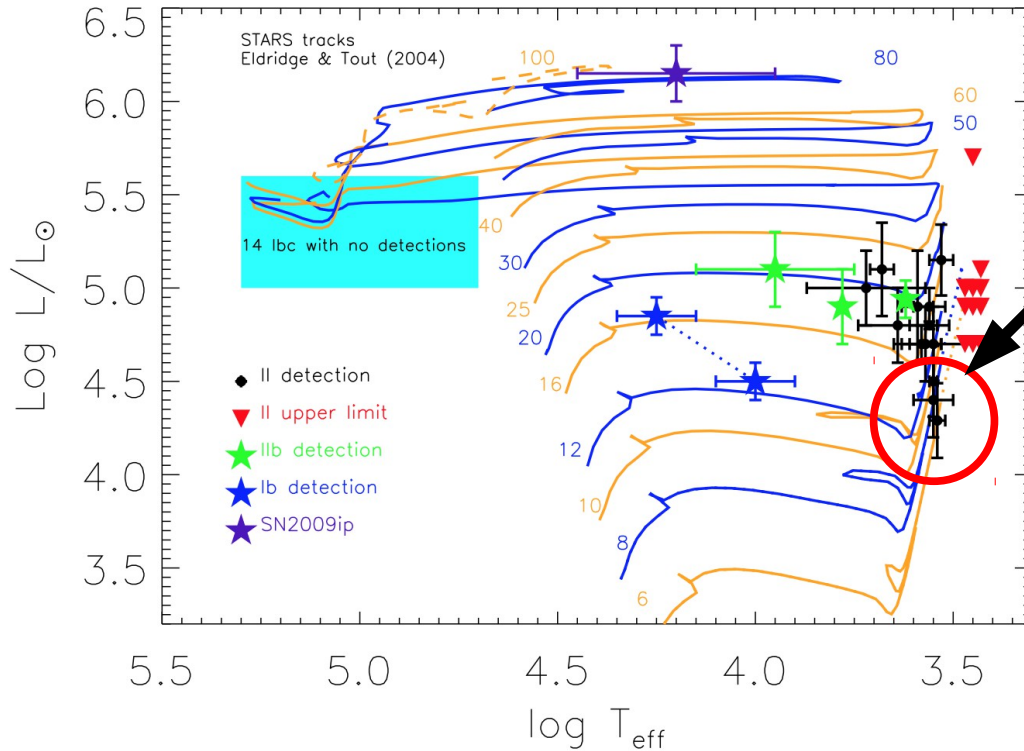 STARS tracks
Eldridge & Tout (2004)
100
80
60
50
40
30
25
20
16
12
10
8
6
14 Ibc with no detections
II detection
II upper limit
IIb detection
Ib detection
SN2009ip
6.5
6.0
5.5
5.0
4.5
4.0
3.5
Log L/L⊙
5.5 5.0 4.5 4.0 3.5
log Teff